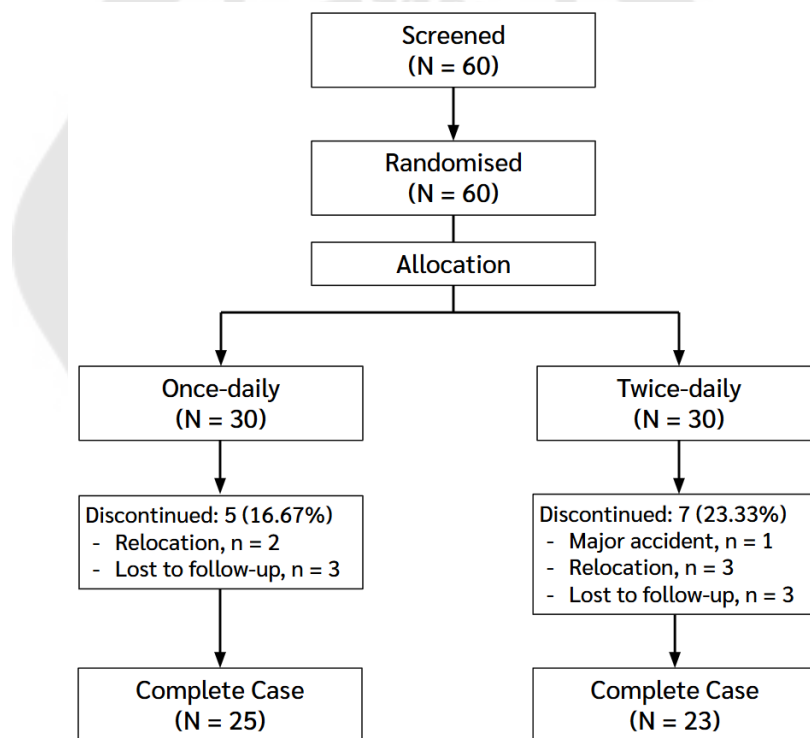 Screened
(N = 60)
Randomised
(N = 60)
Allocation
Once-daily
(N = 30)
Discontinued: 5 (16.67%)
- Relocation, n = 2
- Lost to follow-up, n = 3
Complete Case
(N = 25)
Twice-daily
(N = 30)
Discontinued: 7 (23.33%)
- Major accident, n = 1
- Relocation, n = 3
- Lost to follow-up, n = 3
Complete Case
(N = 23)